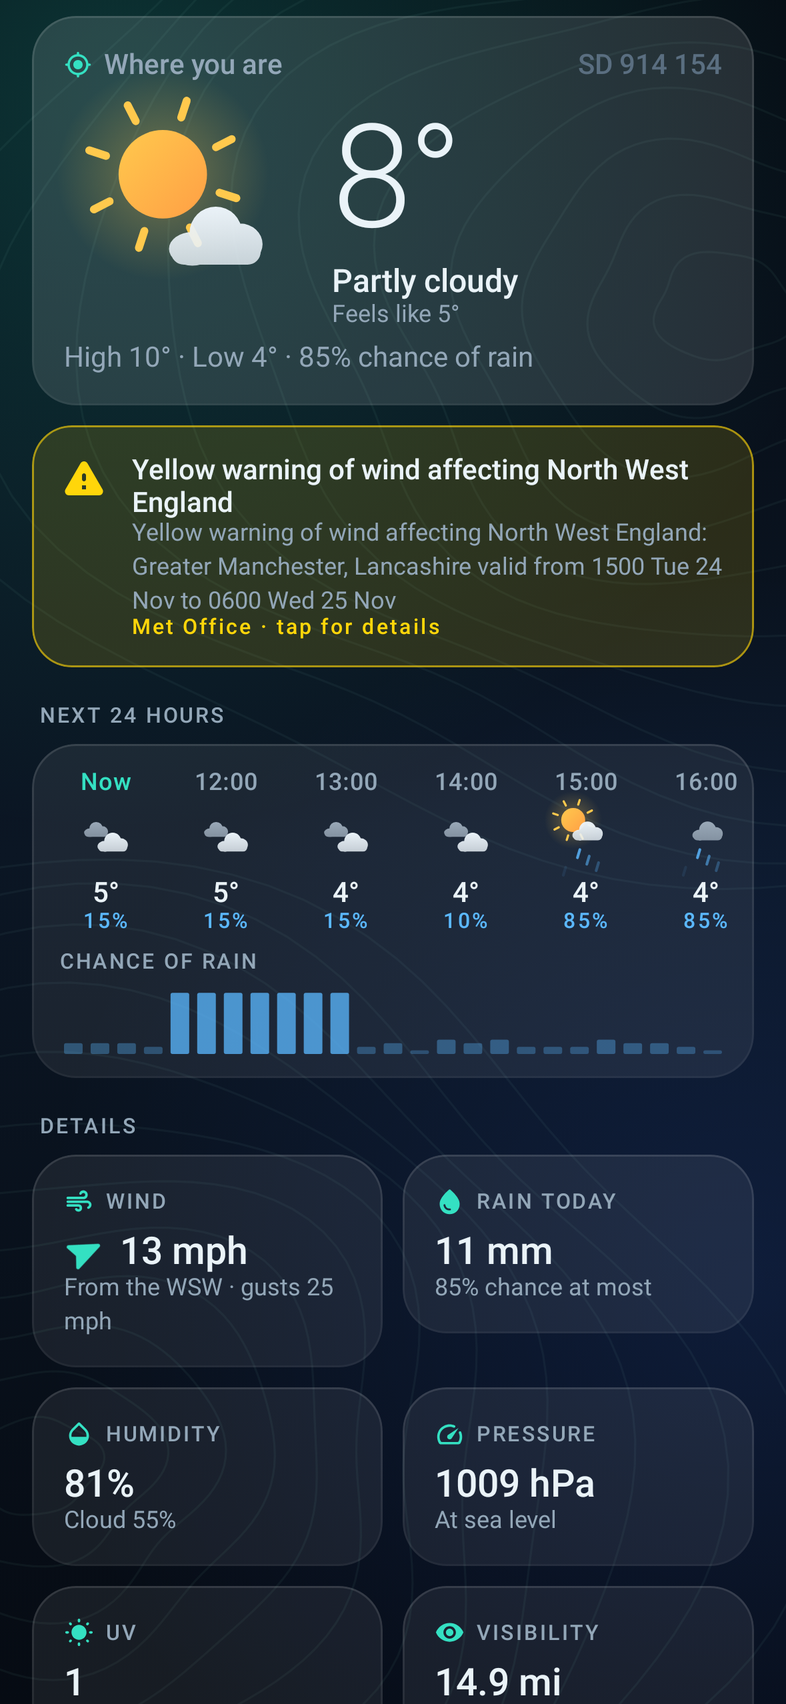 Where you are
SD 914 154
8°
Partly cloudy
Feels like 5°
High 10° · Low 4° · 85% chance of rain
Yellow warning of wind affecting North West
England
Yellow warning of wind affecting North West England:
Greater Manchester, Lancashire valid from 1500 Tue 24
Nov to 0600 Wed 25 Nov
Met Office · tap for details
NEXT 24 HOURS
Now 12:00 13:00 14:00 15:00 16:00
5° 5° 4° 4° 4° 4°
15% 15% 15% 10% 85% 85%
CHANCE OF RAIN
DETAILS
WIND
13 mph
From the WSW · gusts 25
mph
RAIN TODAY
11 mm
85% chance at most
HUMIDITY
81%
Cloud 55%
PRESSURE
1009 hPa
At sea level
UV
1
VISIBILITY
14.9 mi